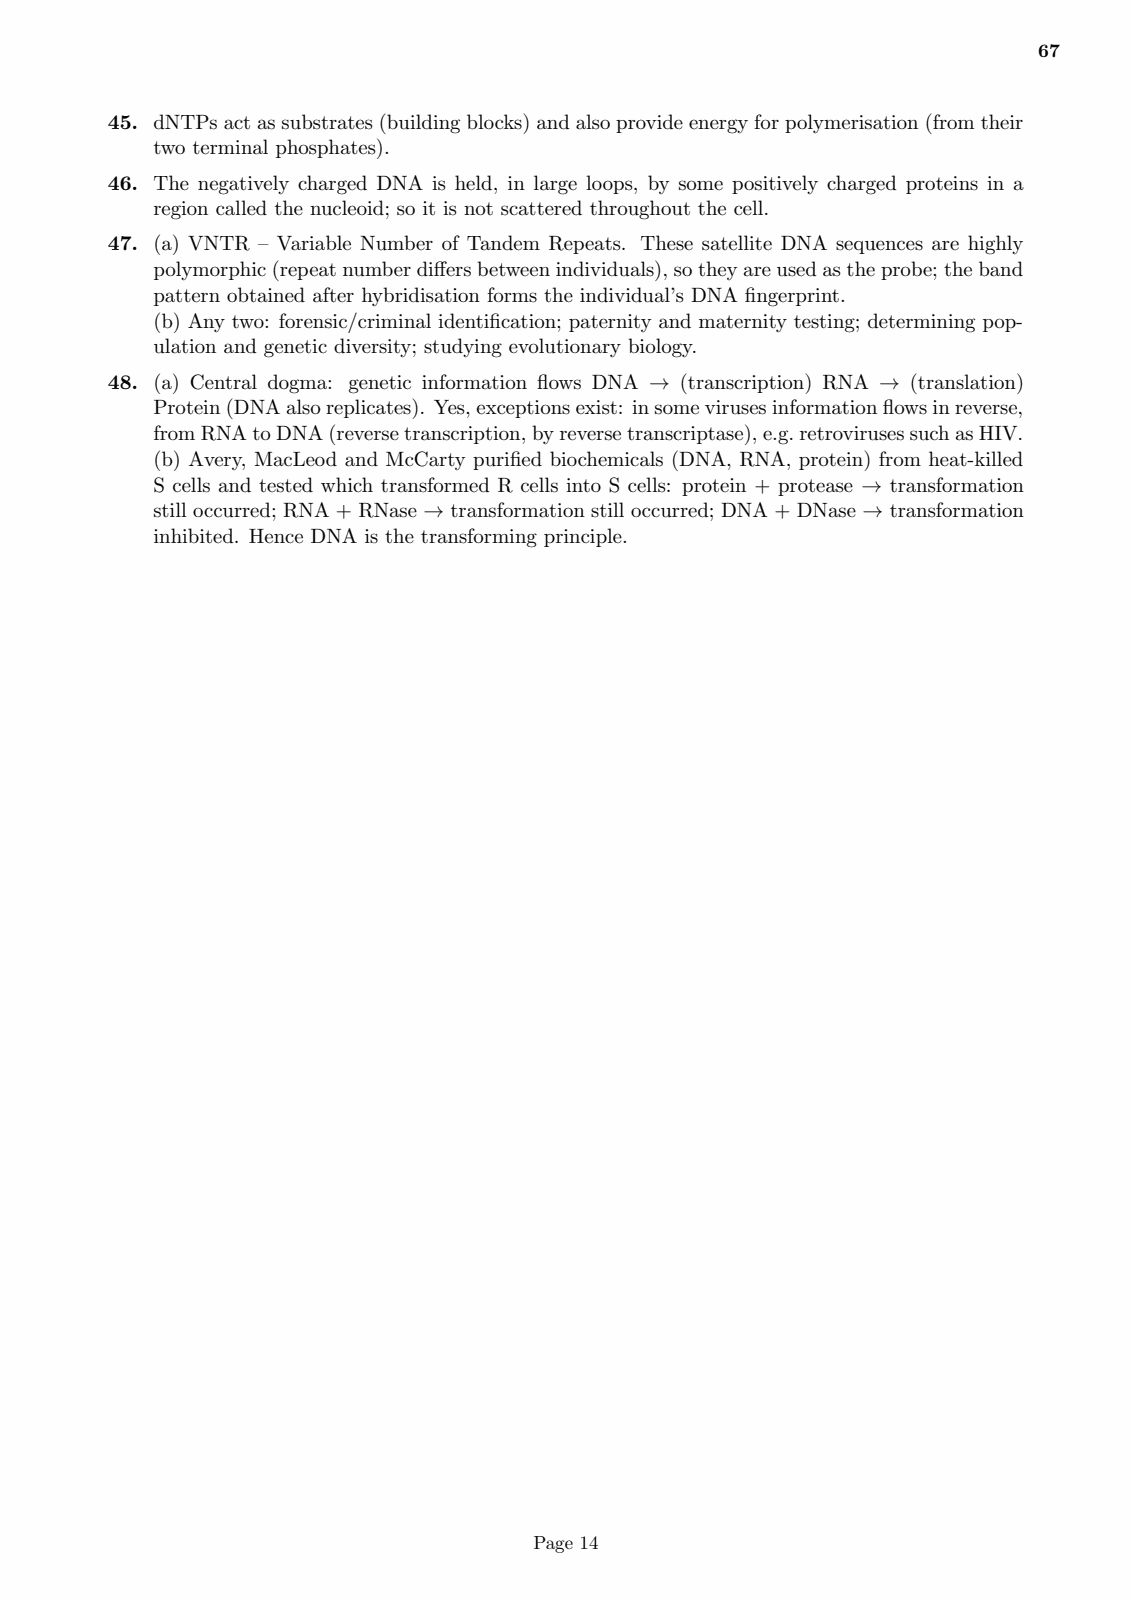 67
45. dNTPs act as substrates (building blocks) and also provide energy for polymerisation (from their
two terminal phosphates).
46. The negatively charged DNA is held, in large loops, by some positively charged proteins in a
region called the nucleoid; so it is not scattered throughout the cell.
47. (a) VNTR – Variable Number of Tandem Repeats. These satellite DNA sequences are highly
polymorphic (repeat number differs between individuals), so they are used as the probe; the band
pattern obtained after hybridisation forms the individual's DNA fingerprint.
(b) Any two: forensic/criminal identification; paternity and maternity testing; determining pop-
ulation and genetic diversity; studying evolutionary biology.
48. (a) Central dogma: genetic information flows DNA → (transcription) RNA → (translation)
Protein (DNA also replicates). Yes, exceptions exist: in some viruses information flows in reverse,
from RNA to DNA (reverse transcription, by reverse transcriptase), e.g. retroviruses such as HIV.
(b) Avery, MacLeod and McCarty purified biochemicals (DNA, RNA, protein) from heat-killed
S cells and tested which transformed R cells into S cells: protein + protease → transformation
still occurred; RNA + RNase → transformation still occurred; DNA + DNase → transformation
inhibited. Hence DNA is the transforming principle.
Page 14